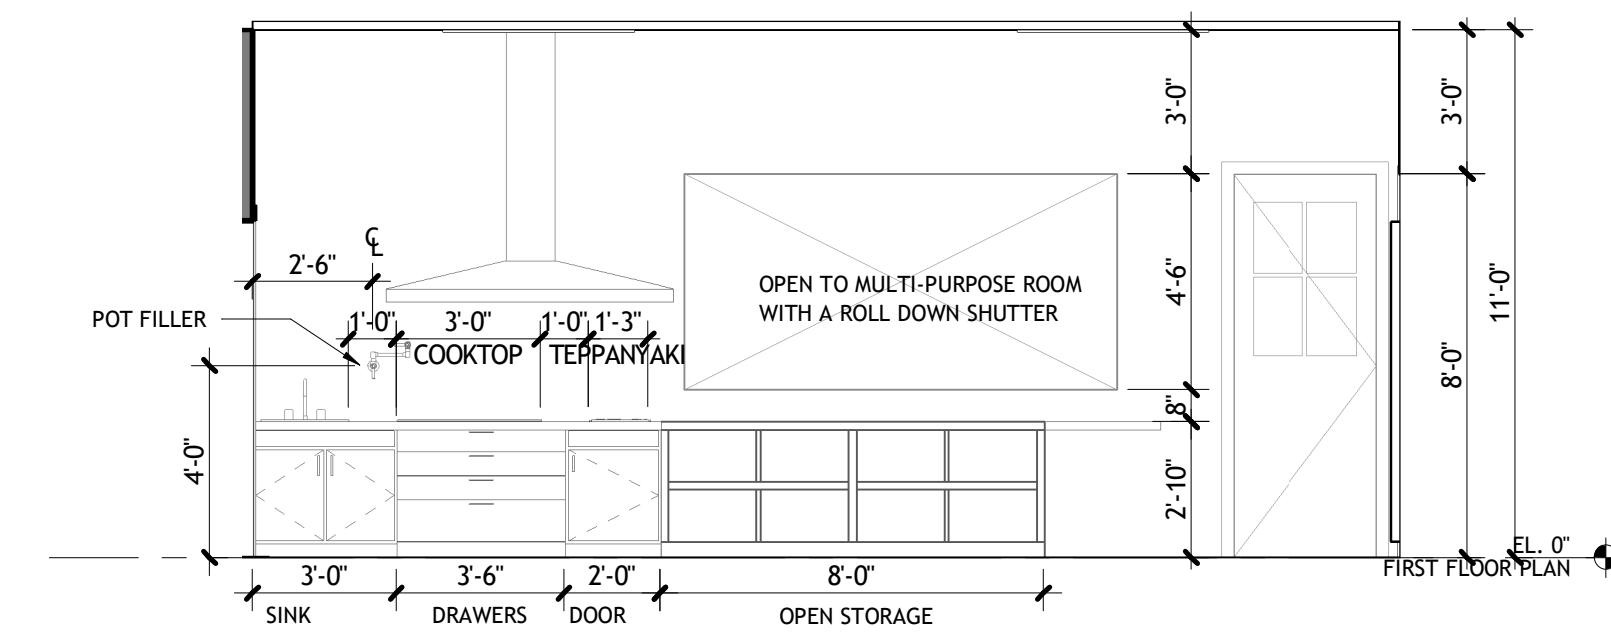 3'-0"
3'-0"
℄
2'-6"
OPEN TO MULTI-PURPOSE ROOM
WITH A ROLL DOWN SHUTTER
4'-6"
11'-0"
POT FILLER
1'-0"
3'-0"
1'-0"
1'-3"
COOKTOP
TEPPANYAKI
8'-0"
8"
4'-0"
2'-10"
EL. 0"
FIRST FLOOR PLAN
3'-0"
3'-6"
2'-0"
8'-0"
SINK
DRAWERS
DOOR
OPEN STORAGE